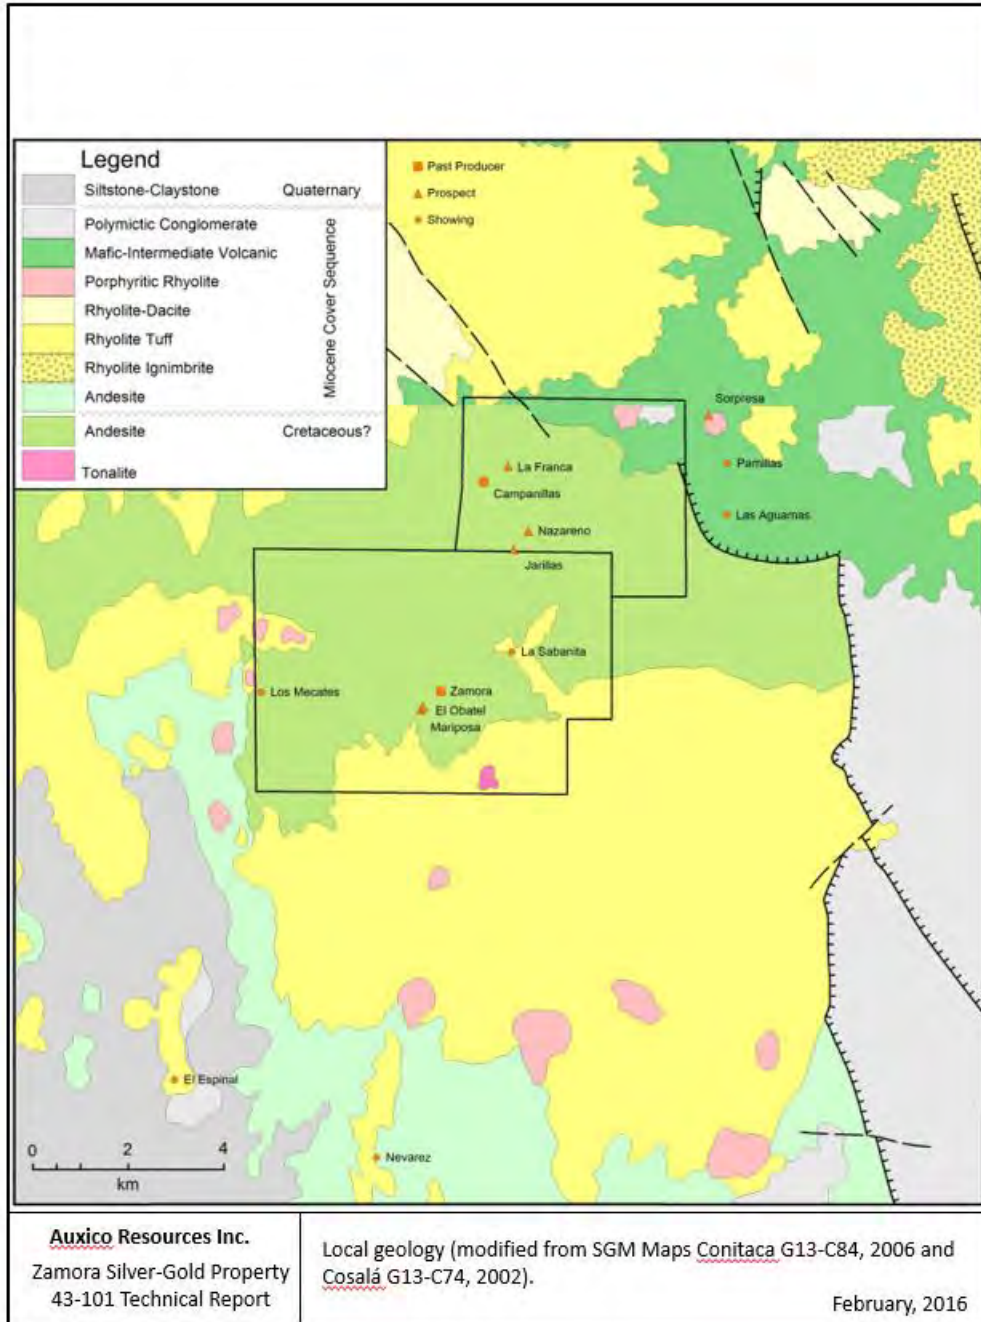 Legend
Siltstone-Claystone Quaternary
Polymictic Conglomerate
Mafic-Intermediate Volcanic
Porphyritic Rhyolite
Rhyolite-Dacite
Rhyolite Tuff
Rhyolite Ignimbrite
Andesite
Miocene Cover Sequence
Andesite Cretaceous?
Tonalite
Past Producer
Prospect
Showing
Sorpresa
La Franca
Parrillas
Campanillas
Las Aguamas
Nazareno
Jarillas
La Sabanita
Los Mecates
Zamora
El Obatel
Mariposa
El Espinal
Nevarez
0 2 4
km
Auxico Resources Inc.
Zamora Silver-Gold Property
43-101 Technical Report
Local geology (modified from SGM Maps Conitaca G13-C84, 2006 and
Cosalá G13-C74, 2002).
February, 2016